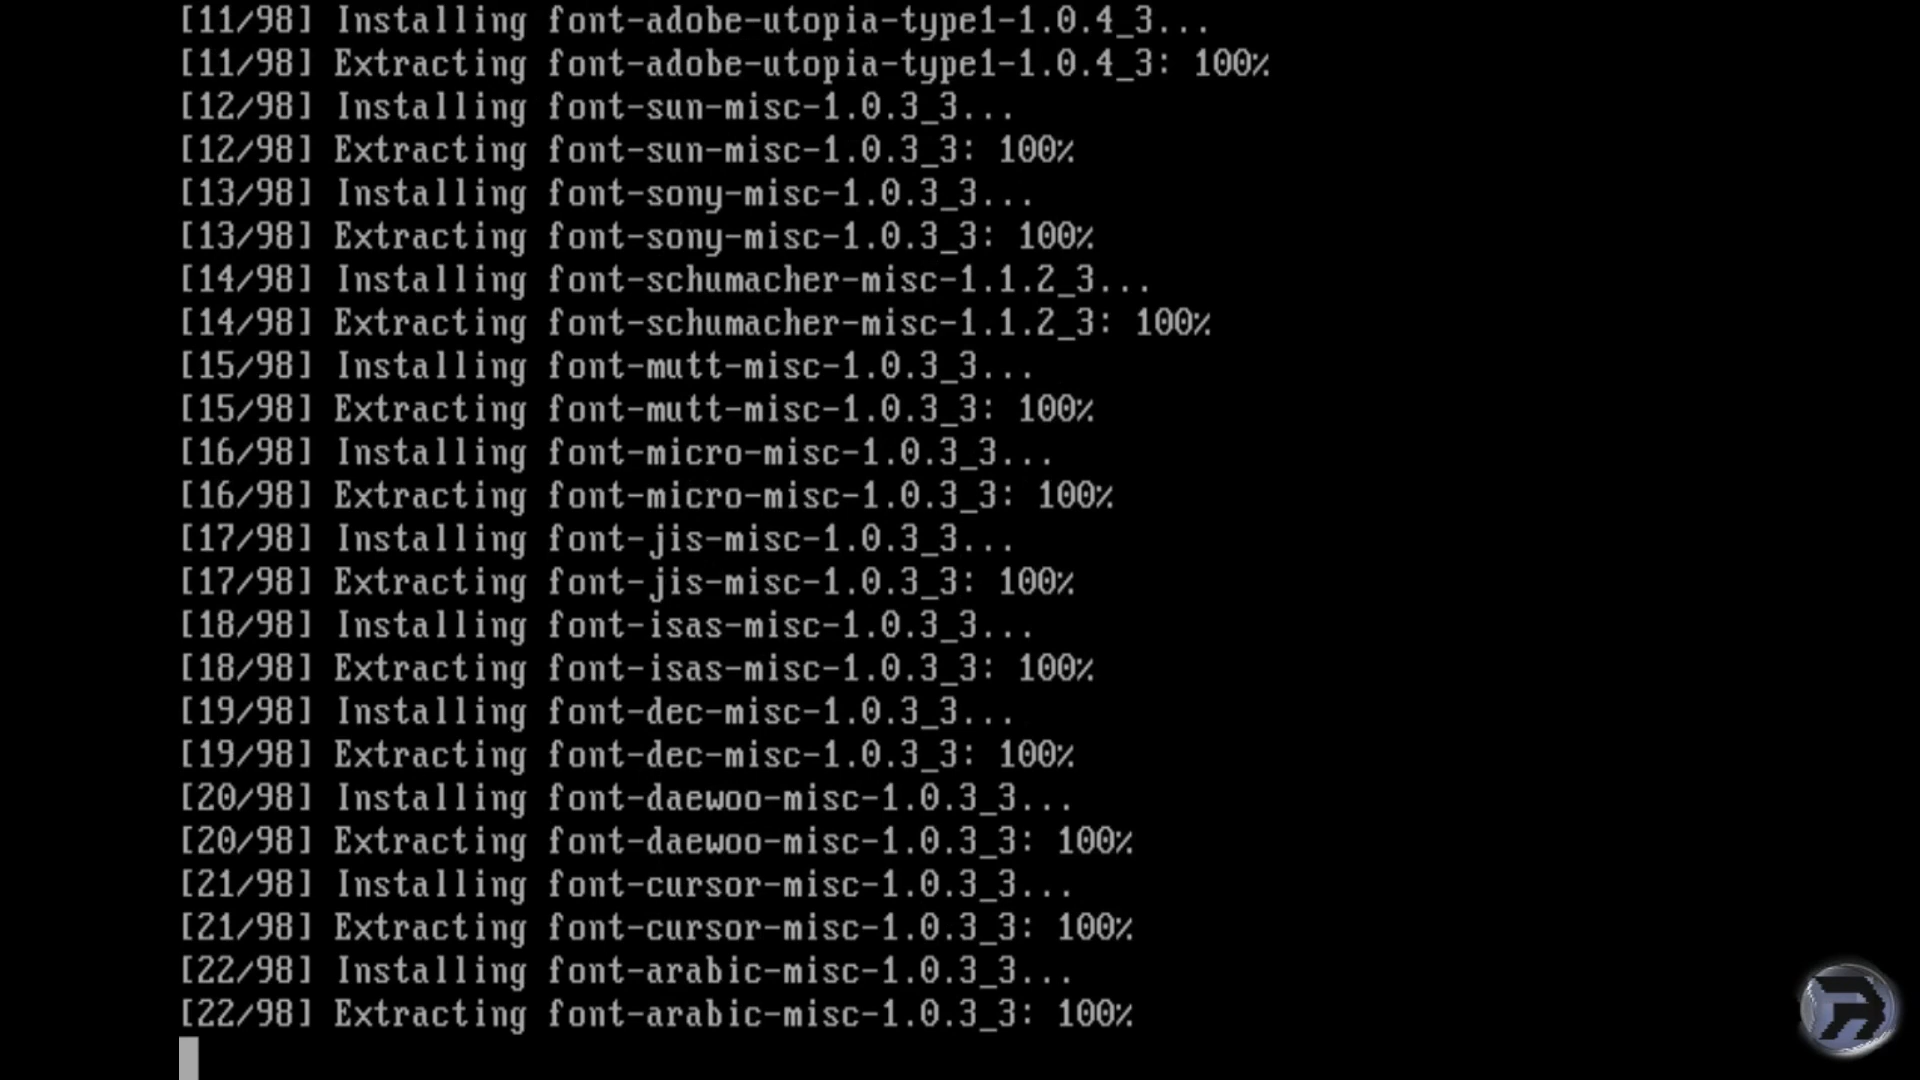 [11/98] Installing font-adobe-utopia-type1-1.0.4_3...
[11/98] Extracting font-adobe-utopia-type1-1.0.4_3: 100%
[12/98] Installing font-sun-misc-1.0.3_3...
[12/98] Extracting font-sun-misc-1.0.3_3: 100%
[13/98] Installing font-sony-misc-1.0.3_3...
[13/98] Extracting font-sony-misc-1.0.3_3: 100%
[14/98] Installing font-schumacher-misc-1.1.2_3...
[14/98] Extracting font-schumacher-misc-1.1.2_3: 100%
[15/98] Installing font-mutt-misc-1.0.3_3...
[15/98] Extracting font-mutt-misc-1.0.3_3: 100%
[16/98] Installing font-micro-misc-1.0.3_3...
[16/98] Extracting font-micro-misc-1.0.3_3: 100%
[17/98] Installing font-jis-misc-1.0.3_3...
[17/98] Extracting font-jis-misc-1.0.3_3: 100%
[18/98] Installing font-isas-misc-1.0.3_3...
[18/98] Extracting font-isas-misc-1.0.3_3: 100%
[19/98] Installing font-dec-misc-1.0.3_3...
[19/98] Extracting font-dec-misc-1.0.3_3: 100%
[20/98] Installing font-daewoo-misc-1.0.3_3...
[20/98] Extracting font-daewoo-misc-1.0.3_3: 100%
[21/98] Installing font-cursor-misc-1.0.3_3...
[21/98] Extracting font-cursor-misc-1.0.3_3: 100%
[22/98] Installing font-arabic-misc-1.0.3_3...
[22/98] Extracting font-arabic-misc-1.0.3_3: 100%